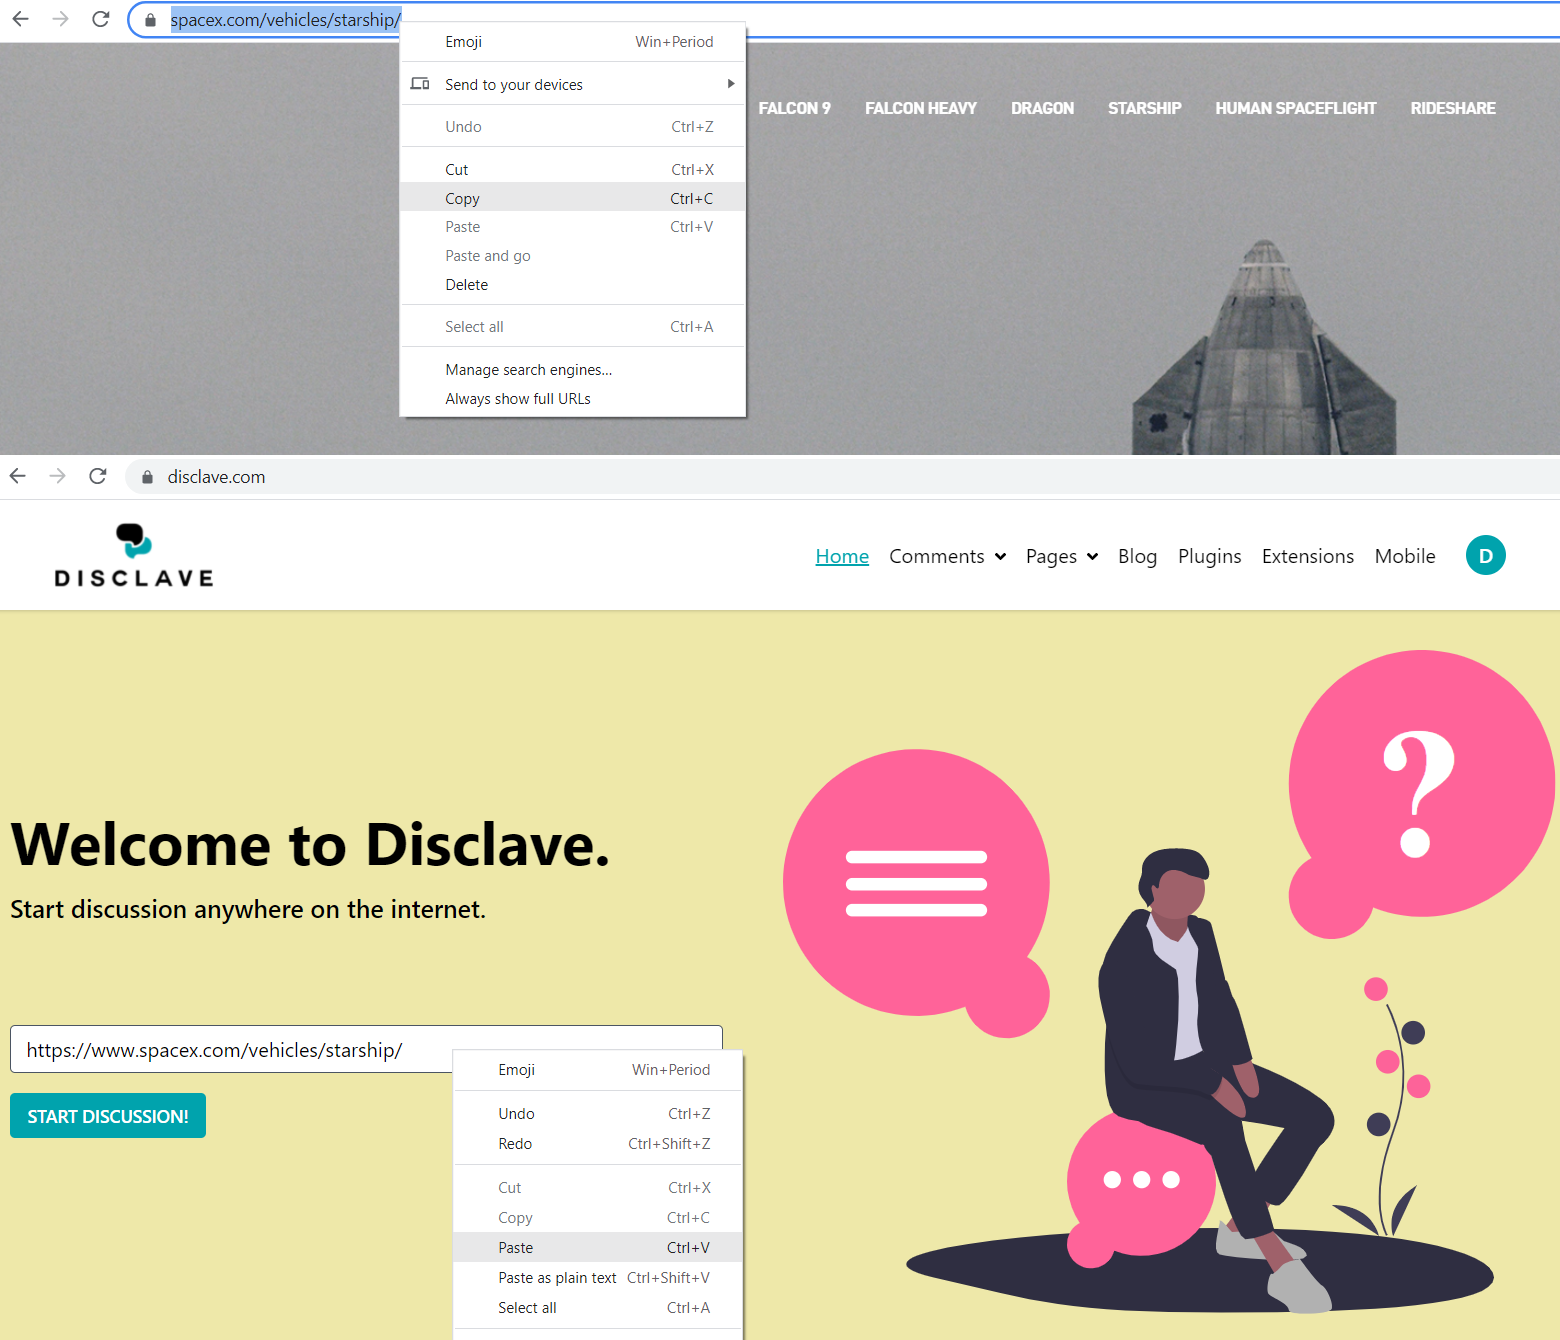 spacex.com/vehicles/starship/
Emoji Win+Period
Send to your devices
Undo Ctrl+Z
Cut Ctrl+X
Copy Ctrl+C
Paste Ctrl+V
Paste and go
Delete
Select all Ctrl+A
Manage search engines...
Always show full URLs
FALCON 9 FALCON HEAVY DRAGON STARSHIP HUMAN SPACEFLIGHT RIDESHARE
disclave.com
DISCLAVE
Home Comments Pages Blog Plugins Extensions Mobile D
?
Welcome to Disclave.
Start discussion anywhere on the internet.
https://www.spacex.com/vehicles/starship/
START DISCUSSION!
Emoji Win+Period
Undo Ctrl+Z
Redo Ctrl+Shift+Z
Cut Ctrl+X
Copy Ctrl+C
Paste Ctrl+V
Paste as plain text Ctrl+Shift+V
Select all Ctrl+A